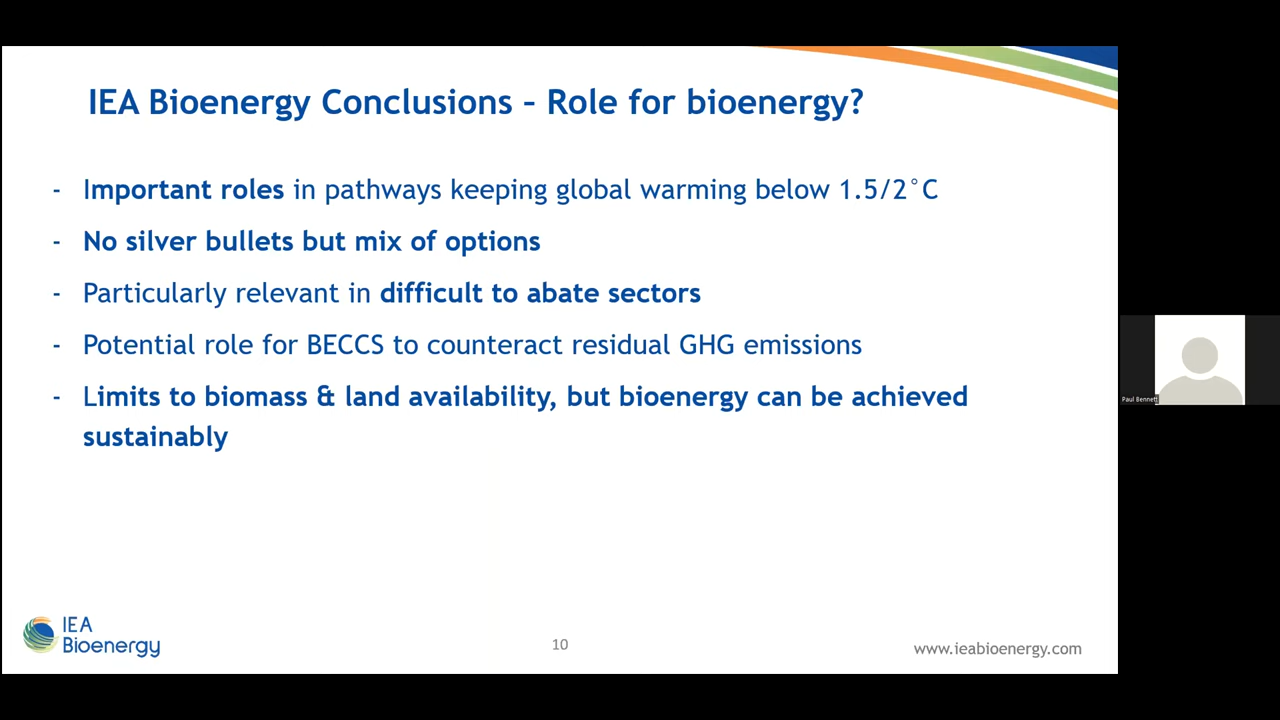 IEA Bioenergy Conclusions – Role for bioenergy?
- Important roles in pathways keeping global warming below 1.5/2°C
- No silver bullets but mix of options
- Particularly relevant in difficult to abate sectors
- Potential role for BECCS to counteract residual GHG emissions
- Limits to biomass & land availability, but bioenergy can be achieved
sustainably
IEA
Bioenergy
10
www.ieabioenergy.com
Paul Bennett